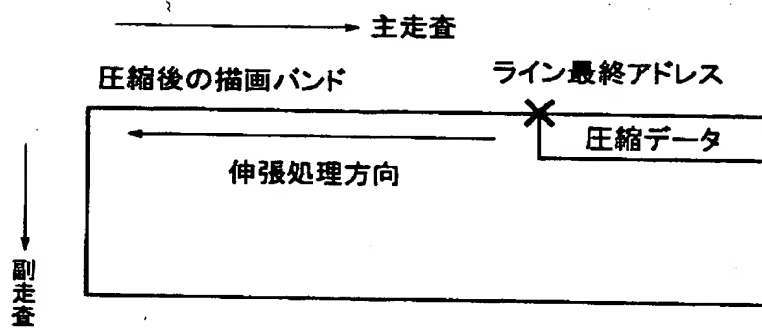 主走査
圧縮後の描画バンド
ライン最終アドレス
圧縮データ
伸張処理方向
副走査